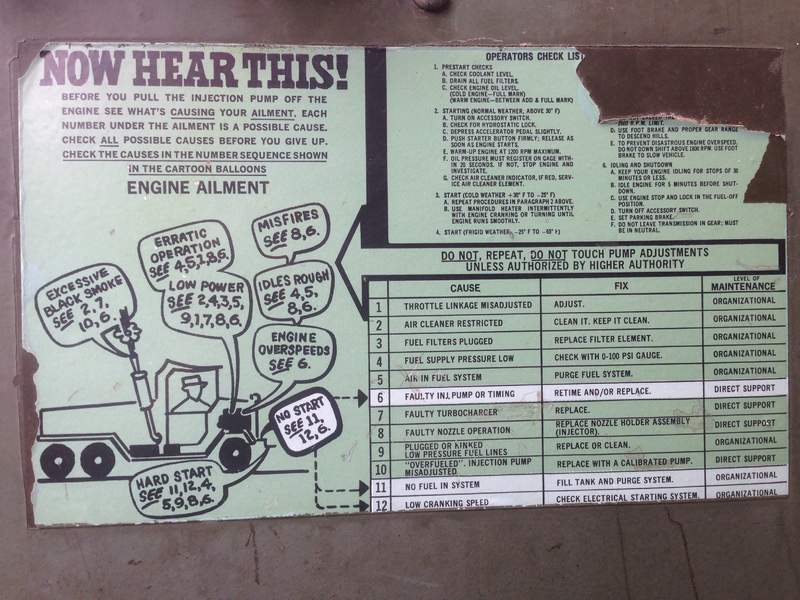 NOW HEAR THIS!
BEFORE YOU PULL THE INJECTION PUMP OFF THE
ENGINE SEE WHAT'S CAUSING YOUR AILMENT. EACH
NUMBER UNDER THE AILMENT IS A POSSIBLE CAUSE.
CHECK ALL POSSIBLE CAUSES BEFORE YOU GIVE UP.
CHECK THE CAUSES IN THE NUMBER SEQUENCE SHOWN
IN THE CARTOON BALLOONS
ENGINE AILMENT
EXCESSIVE
BLACK SMOKE
SEE 2, 7,
10, 6.
ERRATIC
OPERATION
SEE 4,5,1,9,6.
LOW POWER
SEE 2,4,3,5,
9,1,7,8,6.
MISFIRES
SEE 8,6.
IDLES ROUGH
SEE 4, 5,
8, 6.
ENGINE
OVERSPEEDS
SEE 6.
NO START
SEE 11,
12, 6.
HARD START
SEE 11,12,4,
5,9,8,6.
OPERATORS CHECK LIST
1. PRESTART CHECKS
A. CHECK COOLANT LEVEL.
B. DRAIN ALL FUEL FILTERS.
C. CHECK ENGINE OIL LEVEL.
(COLD ENGINE—FULL MARK)
(WARM ENGINE—BETWEEN ADD & FULL MARK)
2. STARTING (NORMAL WEATHER, ABOVE 30° F)
A. TURN ON ACCESSORY SWITCH.
B. CHECK FOR HYDROSTATIC LOCK.
C. DEPRESS ACCELERATOR PEDAL SLIGHTLY.
D. PUSH STARTER BUTTON FIRMLY; RELEASE AS
SOON AS ENGINE STARTS.
E. WARM-UP ENGINE AT 1200 RPM MAXIMUM.
F. OIL PRESSURE MUST REGISTER ON GAGE WITH-
IN 20 SECONDS. IF NOT, STOP ENGINE AND
INVESTIGATE.
G. CHECK AIR CLEANER INDICATOR, IF RED, SERV-
ICE AIR CLEANER ELEMENT.
3. START (COLD WEATHER +30° F TO −25° F)
A. REPEAT PROCEDURES IN PARAGRAPH 2 ABOVE.
B. USE MANIFOLD HEATER INTERMITTENTLY
WITH ENGINE CRANKING OR TURNING UNTIL
ENGINE RUNS SMOOTHLY.
4. START (FRIGID WEATHER, −25° F TO −65° F)
R.P.M. LIMIT.
D. USE FOOT BRAKE AND PROPER GEAR RANGE
TO DESCEND HILLS.
E. TO PREVENT DISASTROUS ENGINE OVERSPEED,
DO NOT DOWN SHIFT ABOVE 1800 RPM. USE FOOT
BRAKE TO SLOW VEHICLE.
6. IDLING AND SHUTDOWN
A. KEEP YOUR ENGINE IDLING FOR STOPS OF 30
MINUTES OR LESS.
B. IDLE ENGINE FOR 5 MINUTES BEFORE SHUT-
DOWN.
C. USE ENGINE STOP AND LOCK IN THE FUEL-OFF
POSITION.
D. TURN OFF ACCESSORY SWITCH.
E. SET PARKING BRAKE.
F. DO NOT LEAVE TRANSMISSION IN GEAR; MUST
BE IN NEUTRAL.
DO NOT, REPEAT, DO NOT TOUCH PUMP ADJUSTMENTS
UNLESS AUTHORIZED BY HIGHER AUTHORITY
CAUSE FIX LEVEL OF MAINTENANCE
1 THROTTLE LINKAGE MISADJUSTED ADJUST. ORGANIZATIONAL
2 AIR CLEANER RESTRICTED CLEAN IT. KEEP IT CLEAN. ORGANIZATIONAL
3 FUEL FILTERS PLUGGED REPLACE FILTER ELEMENT. ORGANIZATIONAL
4 FUEL SUPPLY PRESSURE LOW CHECK WITH 0-100 PSI GAUGE. ORGANIZATIONAL
5 AIR IN FUEL SYSTEM PURGE FUEL SYSTEM. ORGANIZATIONAL
6 FAULTY INJ. PUMP OR TIMING RETIME AND/OR REPLACE. DIRECT SUPPORT
7 FAULTY TURBOCHARGER REPLACE. DIRECT SUPPORT
8 FAULTY NOZZLE OPERATION REPLACE NOZZLE HOLDER ASSEMBLY (INJECTOR). DIRECT SUPPORT
9 PLUGGED OR KINKED LOW PRESSURE FUEL LINES REPLACE OR CLEAN. ORGANIZATIONAL
10 "OVERFUELED". INJECTION PUMP MISADJUSTED REPLACE WITH A CALIBRATED PUMP. DIRECT SUPPORT
11 NO FUEL IN SYSTEM FILL TANK AND PURGE SYSTEM. ORGANIZATIONAL
12 LOW CRANKING SPEED CHECK ELECTRICAL STARTING SYSTEM. ORGANIZATIONAL